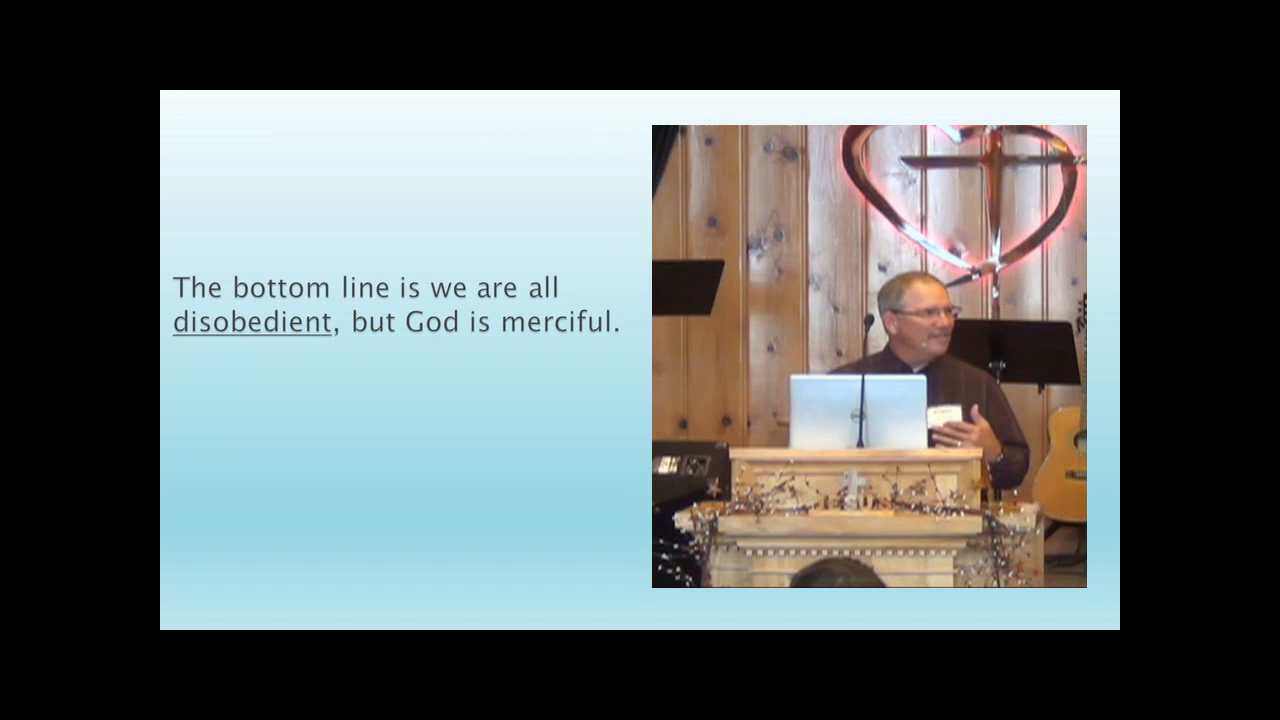 The bottom line is we are all
disobedient, but God is merciful.